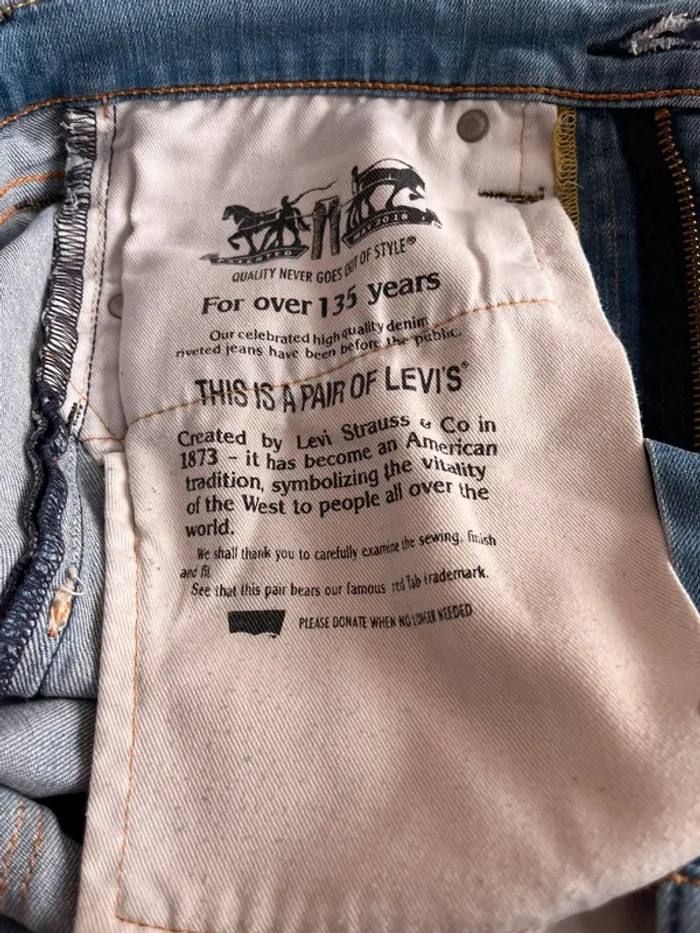 PATENTED
MAY 20 1873
QUALITY NEVER GOES OUT OF STYLE®
For over 135 years
Our celebrated high quality denim
riveted jeans have been before the public.
THIS IS A PAIR OF LEVI'S®
Created by Levi Strauss & Co in
1873 – it has become an American
tradition, symbolizing the vitality
of the West to people all over the
world.
We shall thank you to carefully examine the sewing, finish
and fit.
See that this pair bears our famous red Tab trademark.
PLEASE DONATE WHEN NO LONGER NEEDED